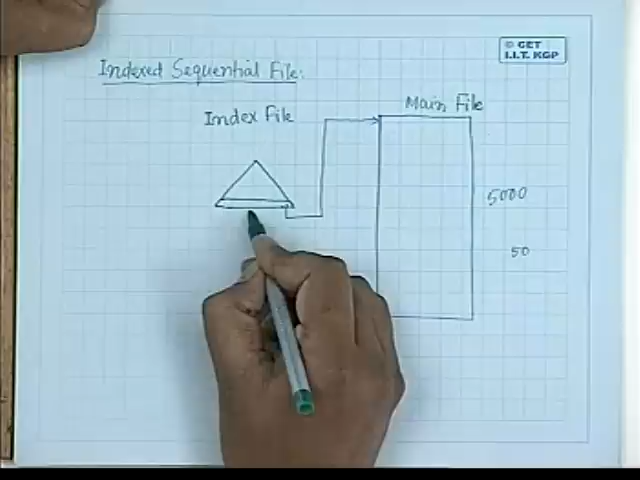 © CET
I.I.T. KGP
Indexed Sequential File:
Index File
Main File
5000
50